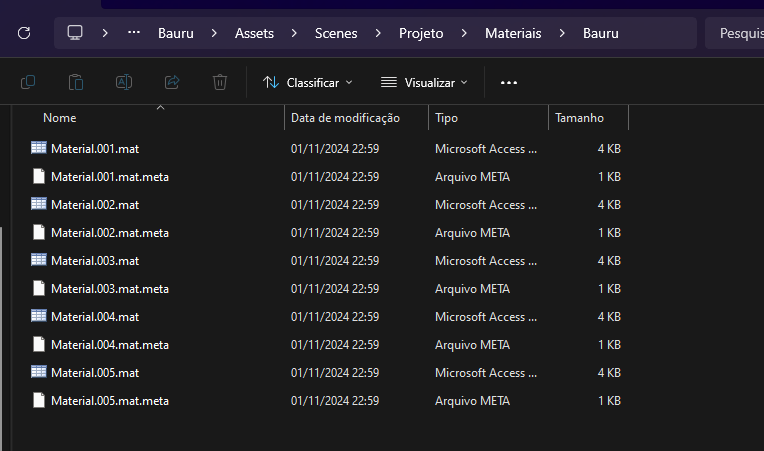 Bauru > Assets > Scenes > Projeto > Materiais > Bauru
Pesquis
Classificar
Visualizar
Nome Data de modificação Tipo Tamanho
Material.001.mat 01/11/2024 22:59 Microsoft Access ... 4 KB
Material.001.mat.meta 01/11/2024 22:59 Arquivo META 1 KB
Material.002.mat 01/11/2024 22:59 Microsoft Access ... 4 KB
Material.002.mat.meta 01/11/2024 22:59 Arquivo META 1 KB
Material.003.mat 01/11/2024 22:59 Microsoft Access ... 4 KB
Material.003.mat.meta 01/11/2024 22:59 Arquivo META 1 KB
Material.004.mat 01/11/2024 22:59 Microsoft Access ... 4 KB
Material.004.mat.meta 01/11/2024 22:59 Arquivo META 1 KB
Material.005.mat 01/11/2024 22:59 Microsoft Access ... 4 KB
Material.005.mat.meta 01/11/2024 22:59 Arquivo META 1 KB